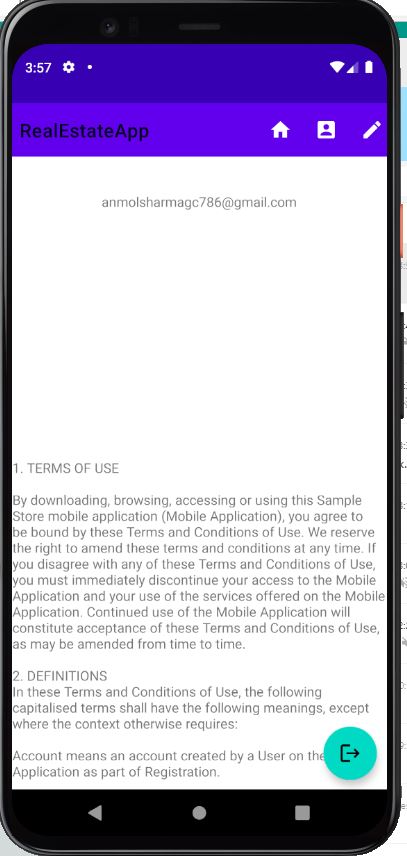 3:57
RealEstateApp
anmolsharmagc786@gmail.com
1. TERMS OF USE
By downloading, browsing, accessing or using this Sample
Store mobile application (Mobile Application), you agree to
be bound by these Terms and Conditions of Use. We reserve
the right to amend these terms and conditions at any time. If
you disagree with any of these Terms and Conditions of Use,
you must immediately discontinue your access to the Mobile
Application and your use of the services offered on the Mobile
Application. Continued use of the Mobile Application will
constitute acceptance of these Terms and Conditions of Use,
as may be amended from time to time.
2. DEFINITIONS
In these Terms and Conditions of Use, the following
capitalised terms shall have the following meanings, except
where the context otherwise requires:
Account means an account created by a User on the
Application as part of Registration.